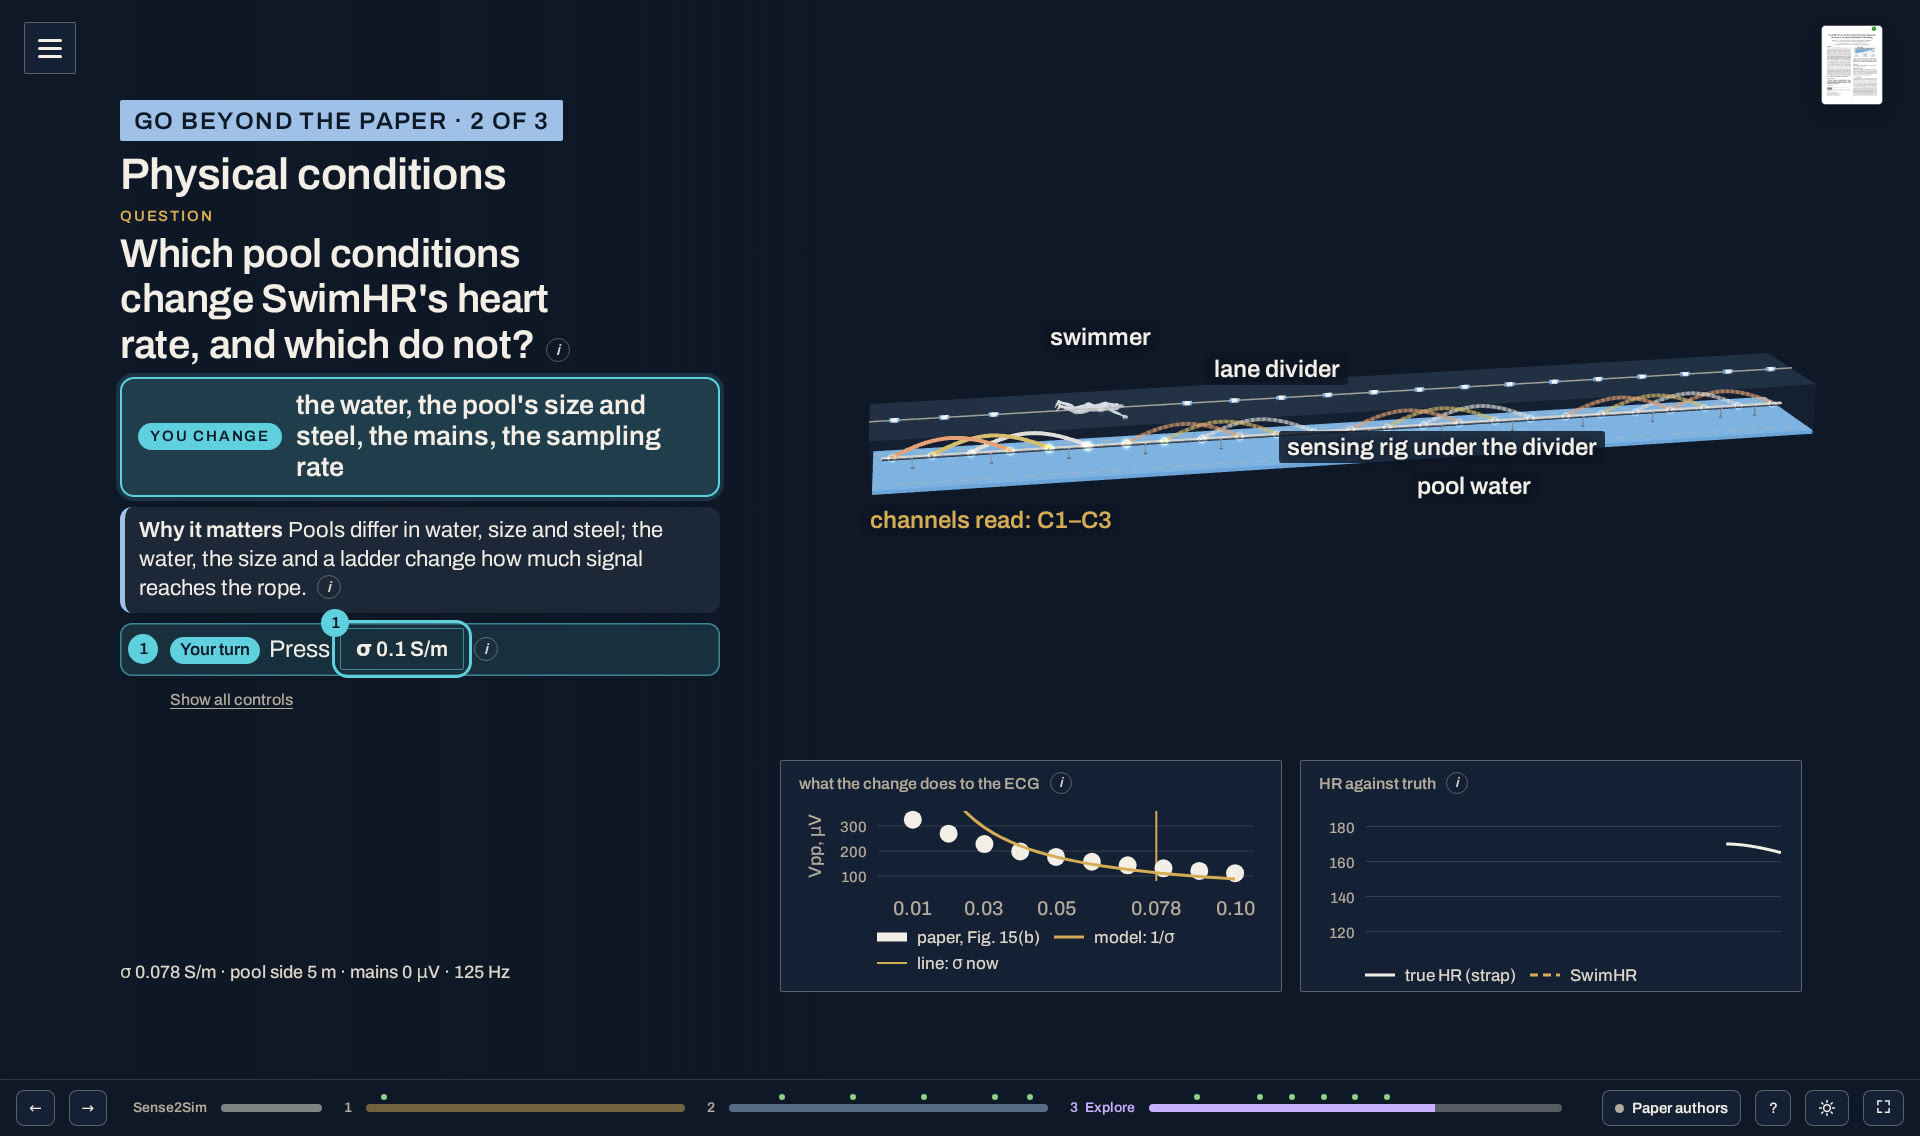 GO BEYOND THE PAPER · 2 OF 3
Physical conditions
QUESTION
Which pool conditions
change SwimHR's heart
rate, and which do not? i
YOU CHANGE
the water, the pool's size and
steel, the mains, the sampling
rate
Why it matters Pools differ in water, size and steel; the
water, the size and a ladder change how much signal
reaches the rope. i
1 Your turn Press 1 σ 0.1 S/m i
Show all controls
σ 0.078 S/m · pool side 5 m · mains 0 µV · 125 Hz
swimmer
lane divider
sensing rig under the divider
pool water
channels read: C1–C3
what the change does to the ECG i
Vpp, µV
300
200
100
0.01 0.03 0.05 0.078 0.10
paper, Fig. 15(b) model: 1/σ
line: σ now
HR against truth i
180
160
140
120
true HR (strap) SwimHR
← → Sense2Sim 1 2 3 Explore Paper authors ?